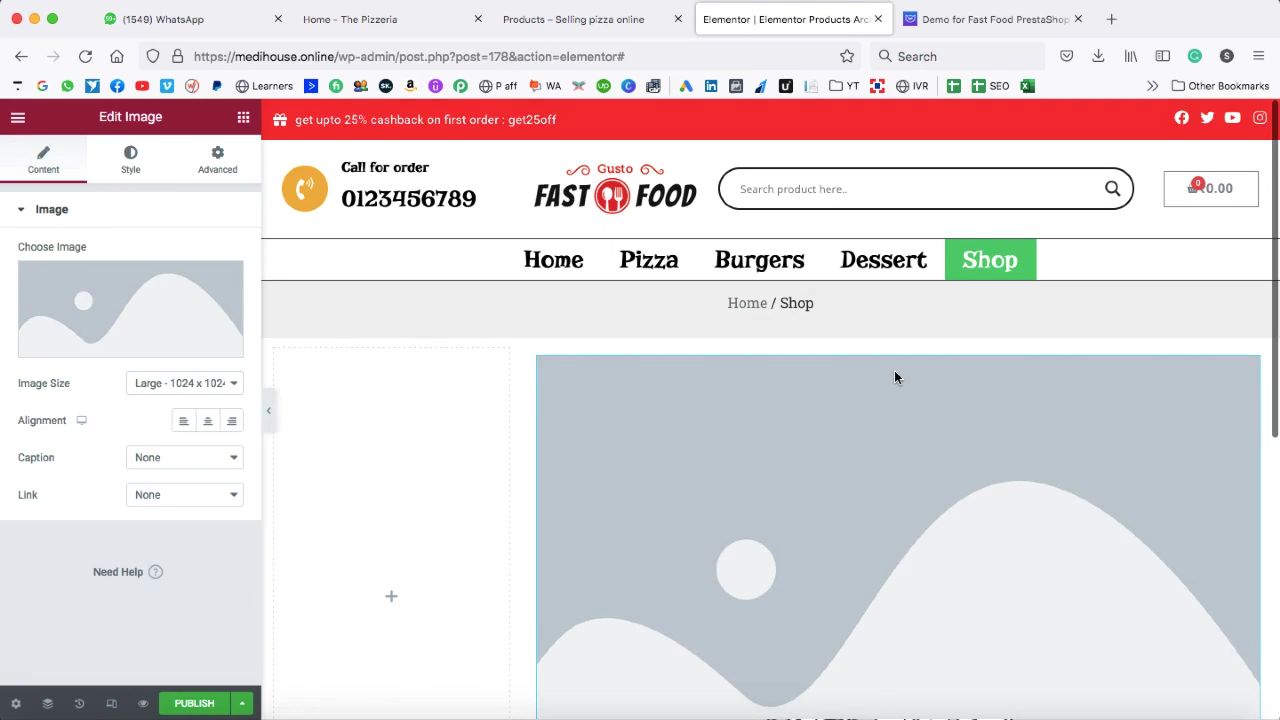 (1549) WhatsApp
Home - The Pizzeria
Products – Selling pizza online
Elementor | Elementor Products Arc
Demo for Fast Food PrestaShop
https://medihouse.online/wp-admin/post.php?post=178&action=elementor#
Search
Learners
P aff
WA
YT
IVR
SEO
Other Bookmarks
Edit Image
Content
Style
Advanced
Image
Choose Image
Image Size
Large - 1024 x 102
Alignment
Caption
None
Link
None
Need Help
PUBLISH
get upto 25% cashback on first order : get25off
Call for order
0123456789
Gusto
FAST FOOD
Search product here..
0
0.00
Home
Pizza
Burgers
Dessert
Shop
Home / Shop